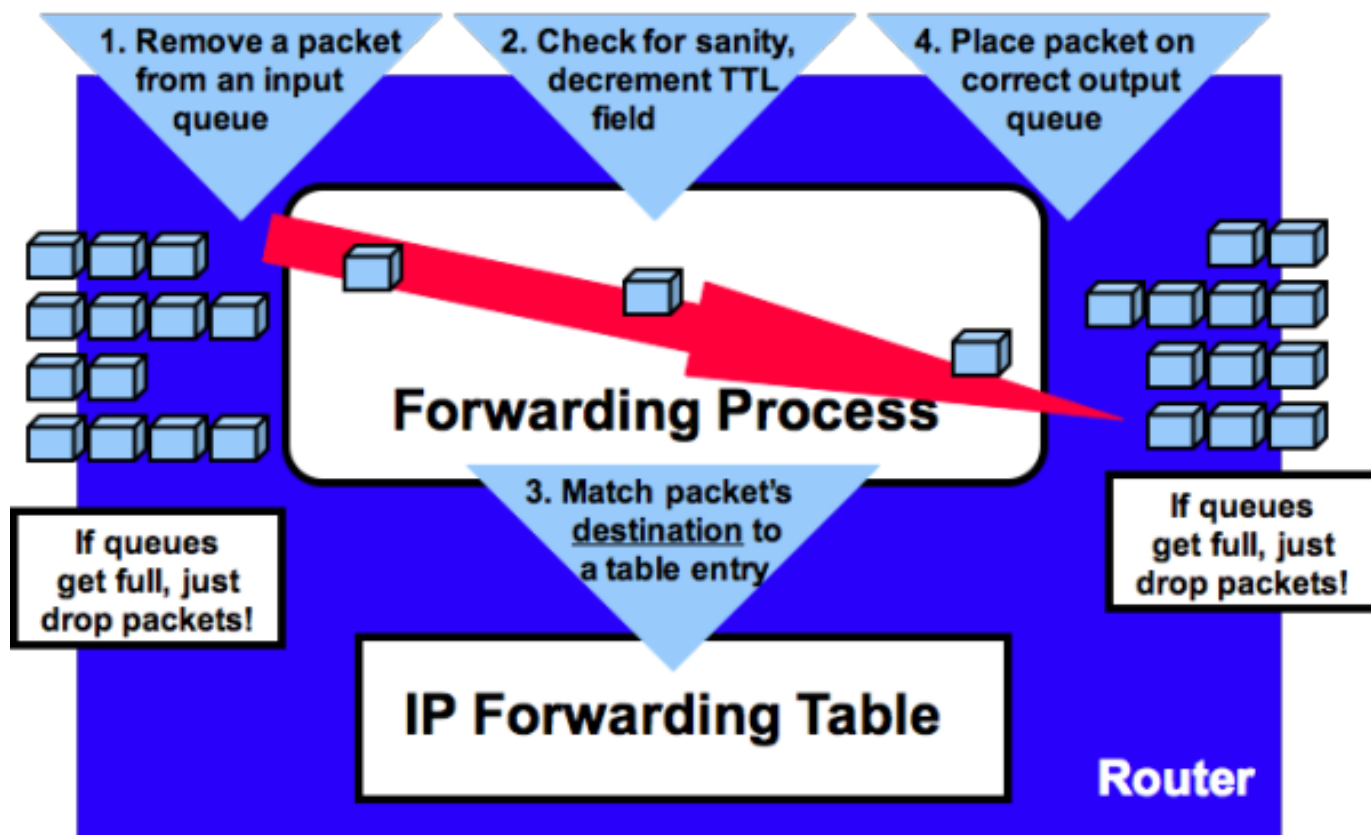 1. Remove a packet
from an input
queue
2. Check for sanity,
decrement TTL
field
4. Place packet on
correct output
queue
Forwarding Process
If queues
get full, just
drop packets!
3. Match packet's
destination to
a table entry
If queues
get full, just
drop packets!
IP Forwarding Table
Router